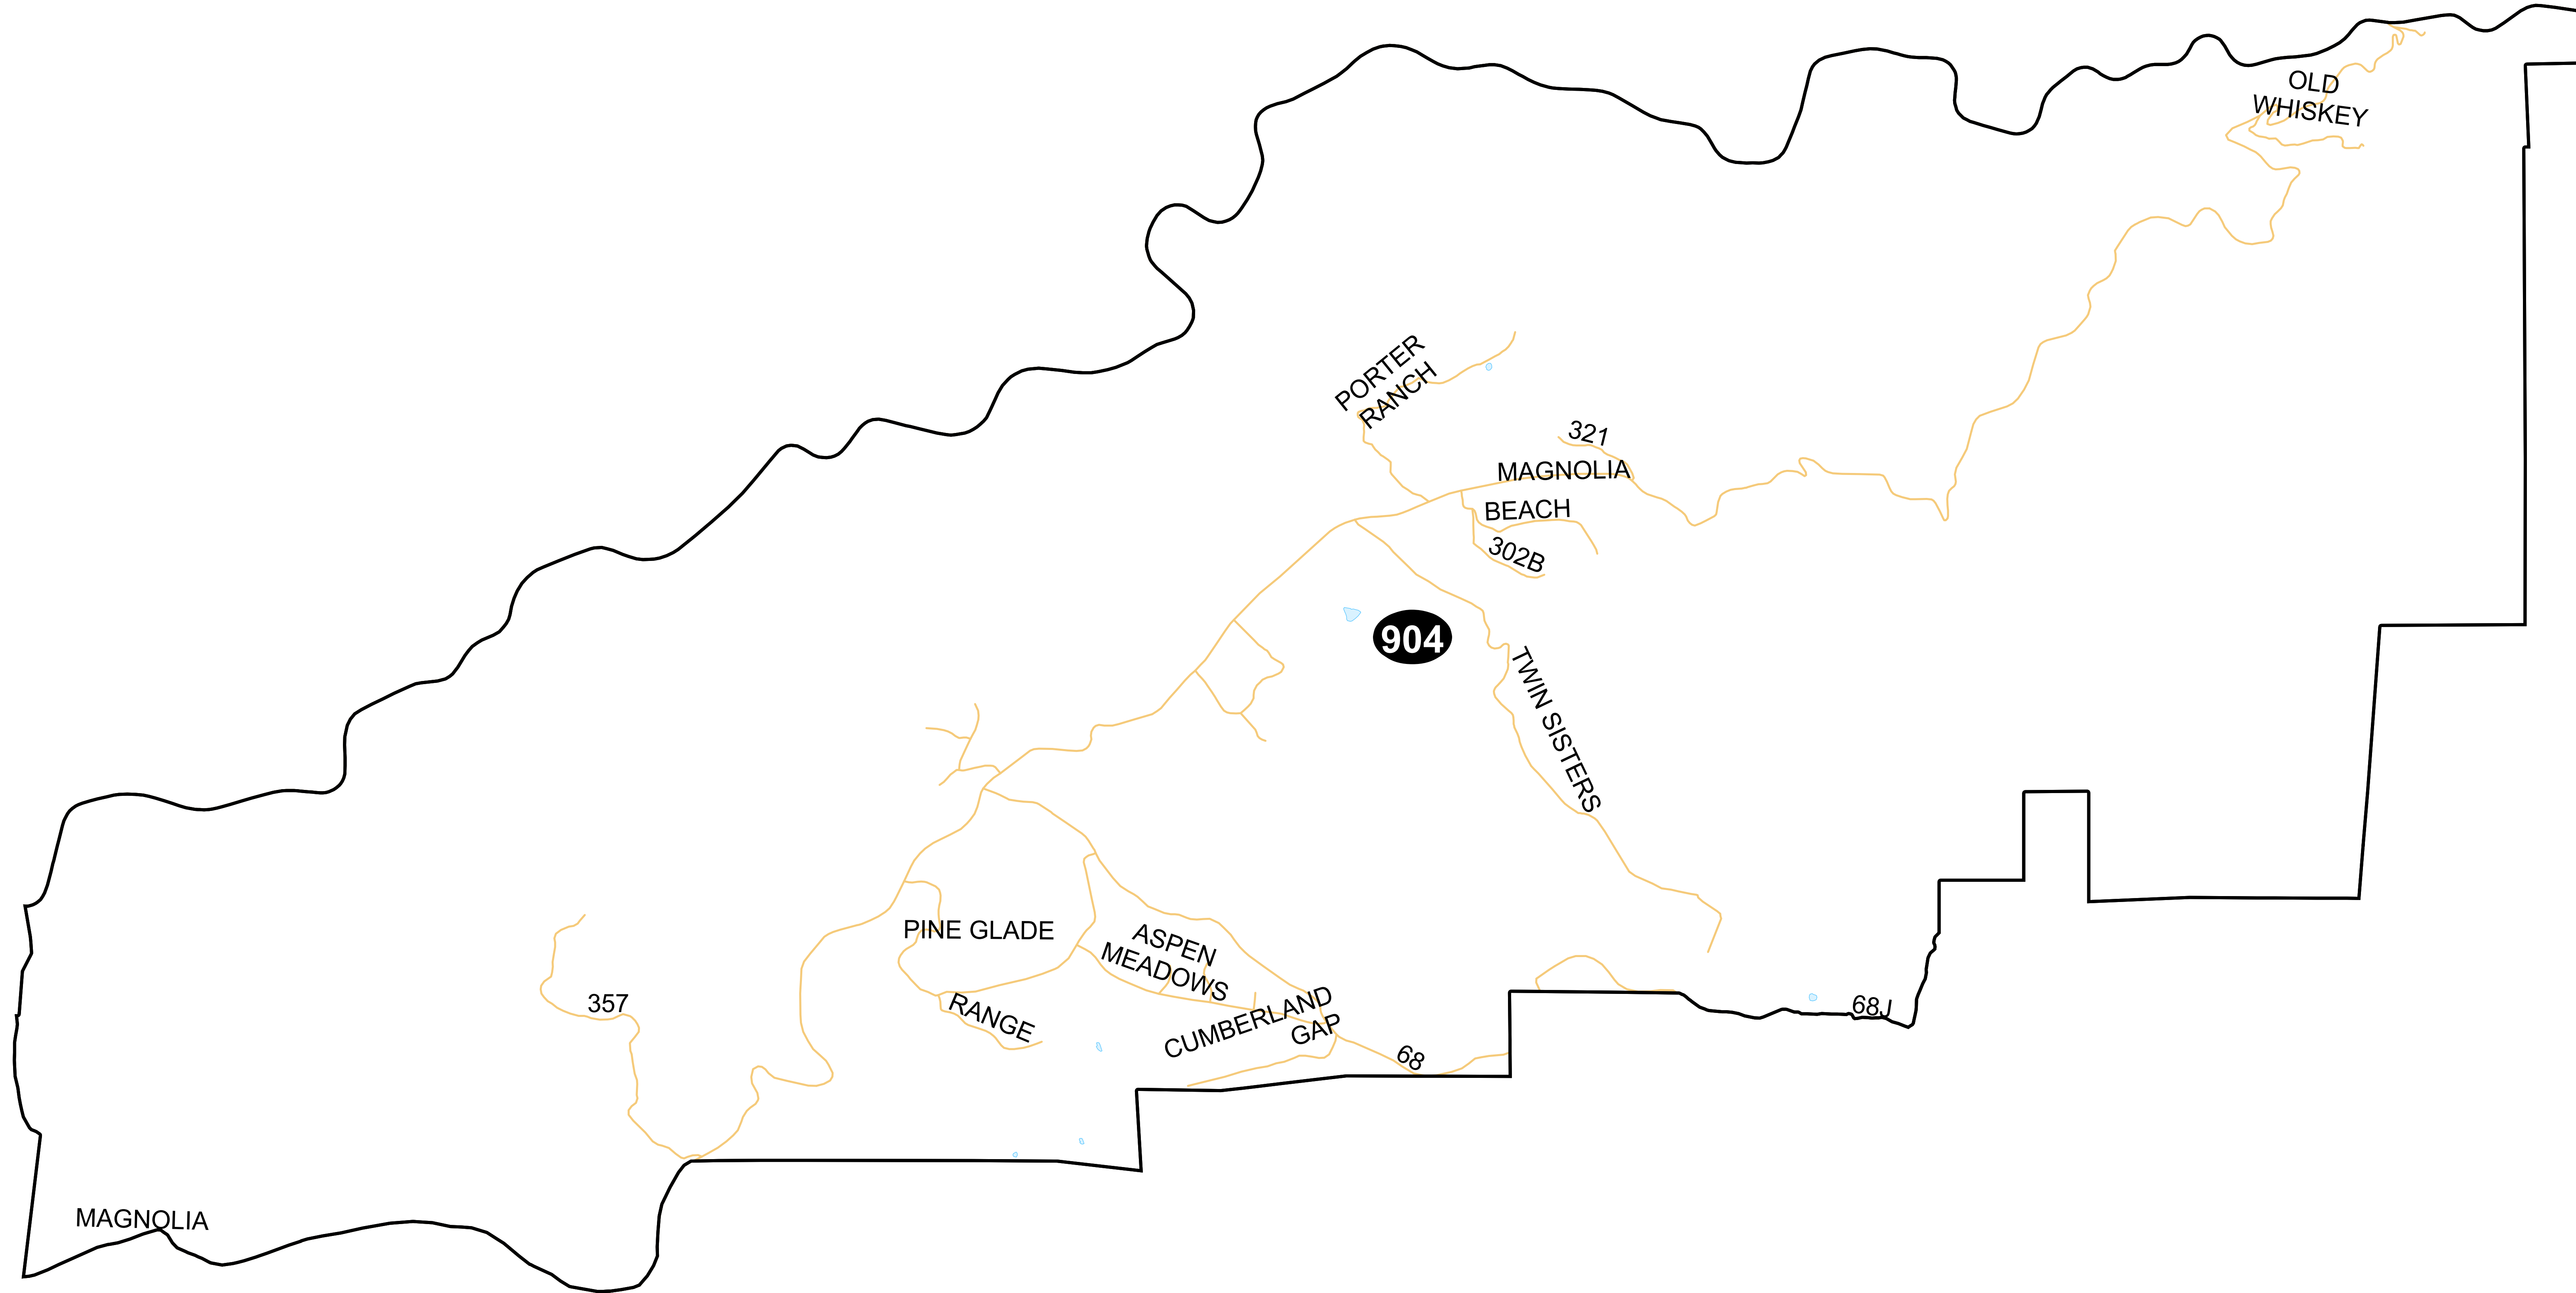 OLD
WHISKEY
PORTER
RANCH
321
MAGNOLIA
BEACH
302B
904
TWIN SISTERS
PINE GLADE
ASPEN
MEADOWS
357
RANGE
CUMBERLAND
GAP
68
68J
MAGNOLIA